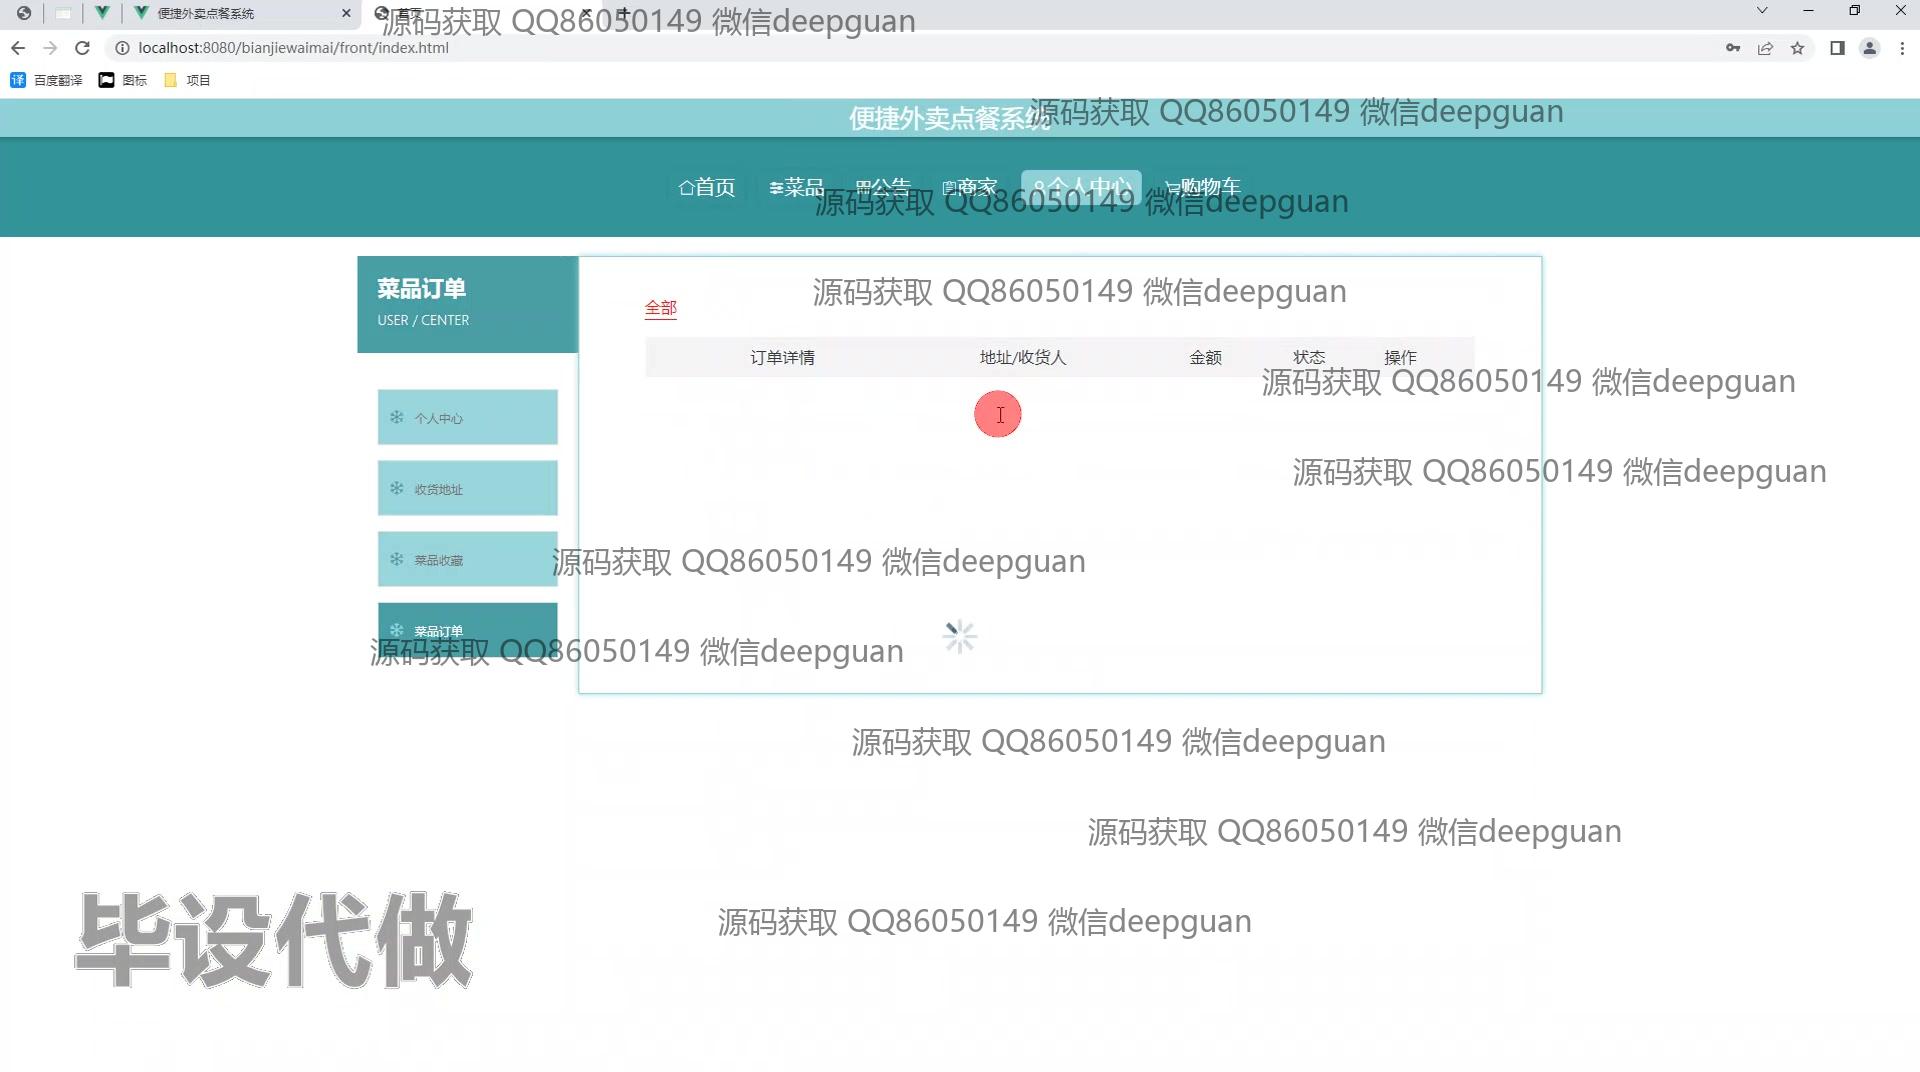 便捷外卖点餐系统
首页
源码获取 QQ86050149 微信deepguan
localhost:8080/bianjiewaimai/front/index.html
百度翻译
图标
项目
便捷外卖点餐系统
源码获取 QQ86050149 微信deepguan
首页
菜品
公告
商家
个人中心
购物车
源码获取 QQ86050149 微信deepguan
菜品订单
USER / CENTER
源码获取 QQ86050149 微信deepguan
全部
订单详情
地址/收货人
金额
状态
操作
源码获取 QQ86050149 微信deepguan
个人中心
源码获取 QQ86050149 微信deepguan
收货地址
菜品收藏
源码获取 QQ86050149 微信deepguan
菜品订单
源码获取 QQ86050149 微信deepguan
源码获取 QQ86050149 微信deepguan
源码获取 QQ86050149 微信deepguan
源码获取 QQ86050149 微信deepguan
毕设代做